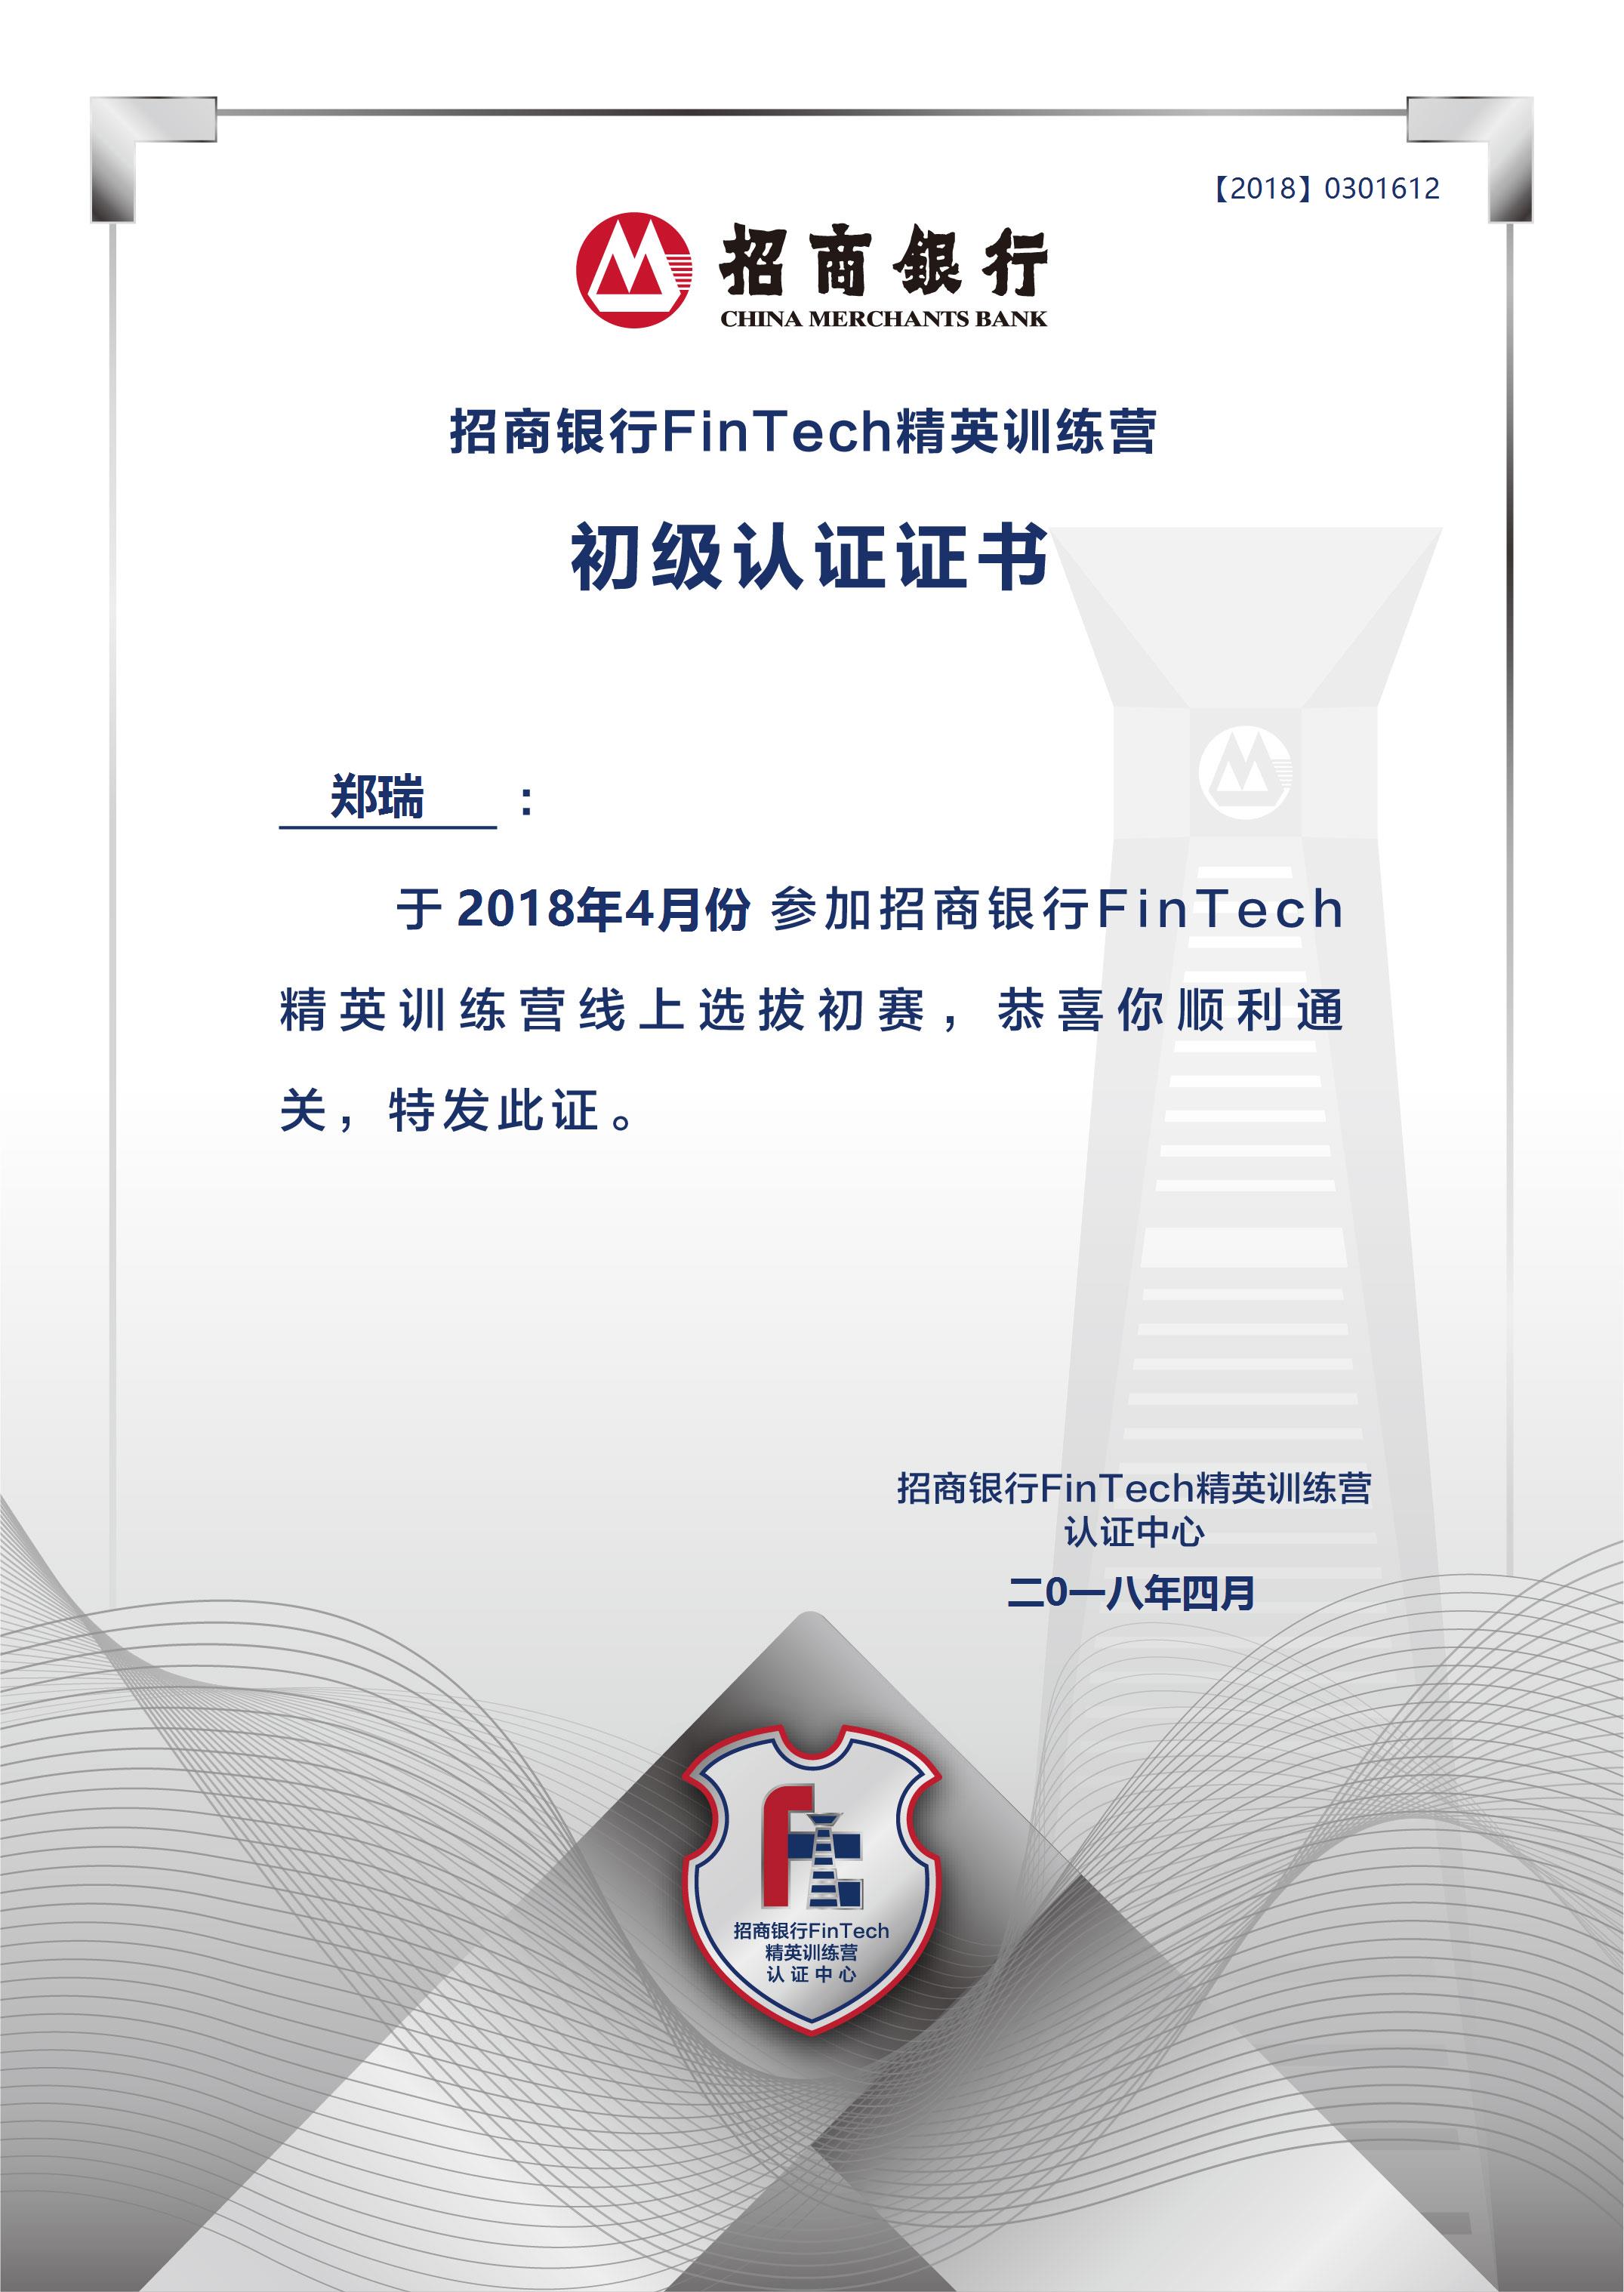 【2018】0301612
招商銀行
CHINA MERCHANTS BANK
招商银行FinTech精英训练营
初级认证证书
郑瑞：
于 2018年4月份 参加招商银行FinTech
精英训练营线上选拔初赛，恭喜你顺利通
关，特发此证。
招商银行FinTech精英训练营
认证中心
二0一八年四月
招商银行FinTech
精英训练营
认证中心